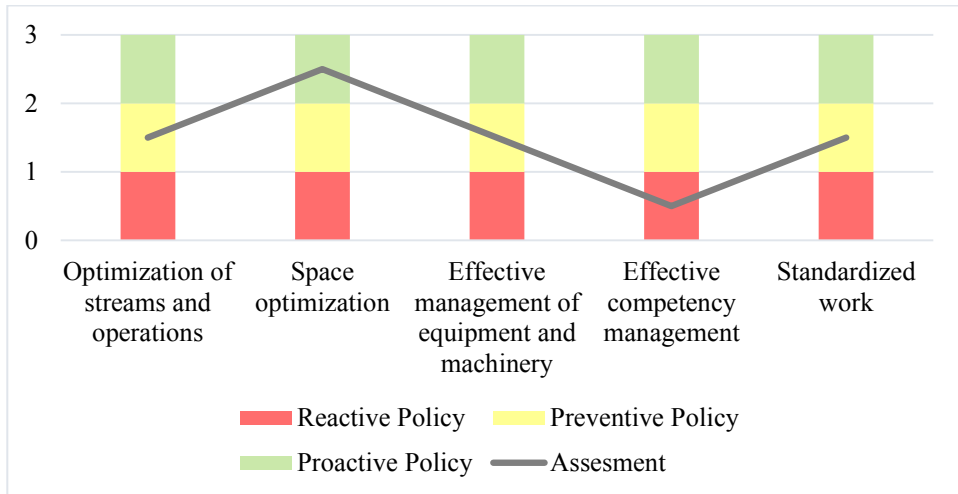 3
2
1
0
Optimization of
streams and
operations
Space
optimization
Effective
management of
equipment and
machinery
Effective
competency
management
Standardized
work
Reactive Policy
Preventive Policy
Proactive Policy
Assesment